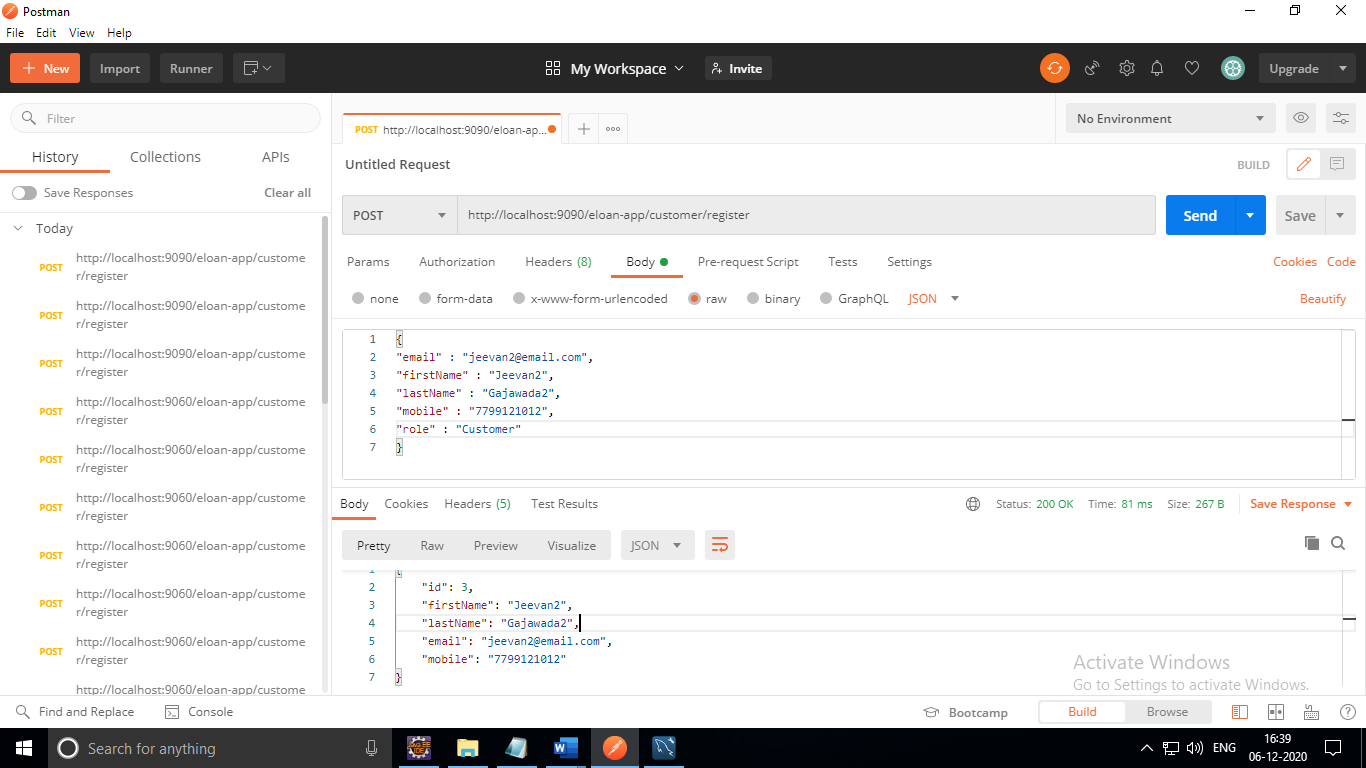 Postman
File Edit View Help
New Import Runner My Workspace Invite Upgrade
Filter
History Collections APIs
Save Responses Clear all
Today
POST http://localhost:9090/eloan-app/custome
r/register
POST http://localhost:9090/eloan-app/custome
r/register
POST http://localhost:9090/eloan-app/custome
r/register
POST http://localhost:9060/eloan-app/custome
r/register
POST http://localhost:9060/eloan-app/custome
r/register
POST http://localhost:9060/eloan-app/custome
r/register
POST http://localhost:9060/eloan-app/custome
r/register
POST http://localhost:9060/eloan-app/custome
r/register
POST http://localhost:9060/eloan-app/custome
r/register
http://localhost:9060/eloan-app/custome
POST http://localhost:9090/eloan-ap... No Environment
Untitled Request BUILD
POST http://localhost:9090/eloan-app/customer/register Send Save
Params Authorization Headers (8) Body Pre-request Script Tests Settings Cookies Code
none form-data x-www-form-urlencoded raw binary GraphQL JSON Beautify
1 {
2 "email" : "jeevan2@email.com",
3 "firstName" : "Jeevan2",
4 "lastName" : "Gajawada2",
5 "mobile" : "7799121012",
6 "role" : "Customer"
7 }
Body Cookies Headers (5) Test Results Status: 200 OK Time: 81 ms Size: 267 B Save Response
Pretty Raw Preview Visualize JSON
1 {
2 "id": 3,
3 "firstName": "Jeevan2",
4 "lastName": "Gajawada2",
5 "email": "jeevan2@email.com",
6 "mobile": "7799121012"
7 }
Activate Windows
Go to Settings to activate Windows.
Find and Replace Console Bootcamp Build Browse
Search for anything ENG 16:39
06-12-2020